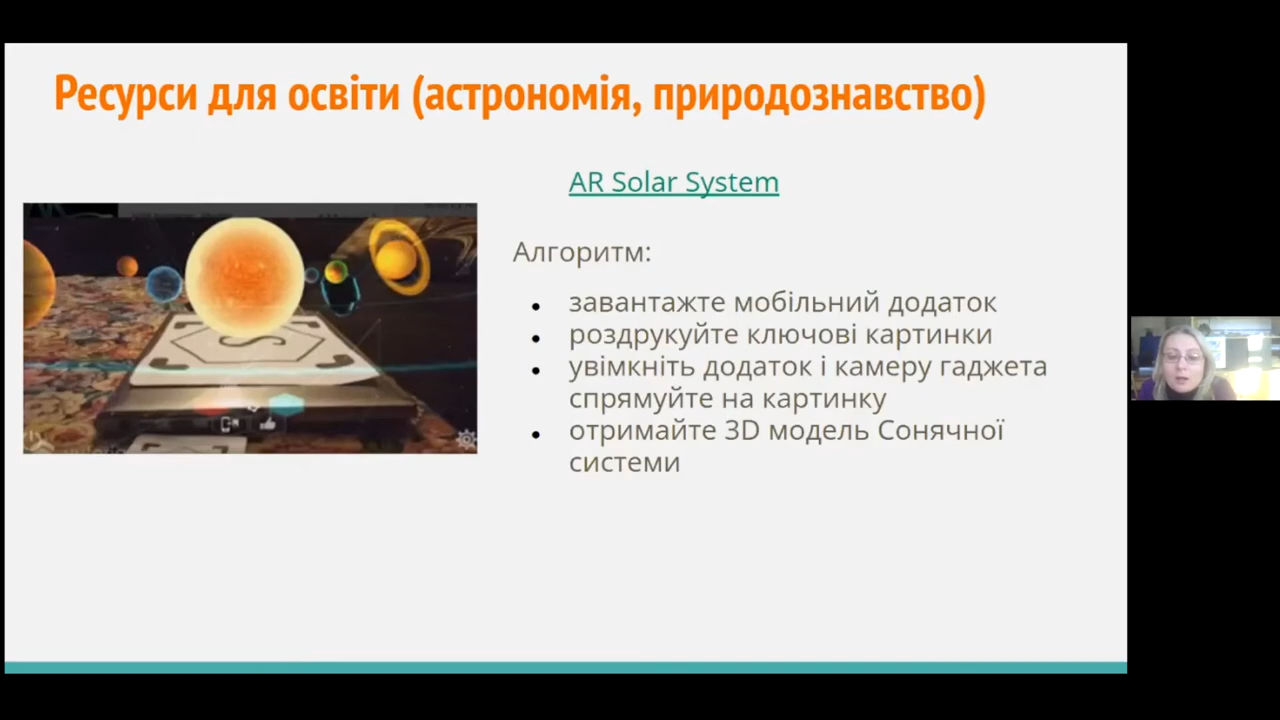 Ресурси для освіти (астрономія, природознавство)
AR Solar System
Алгоритм:
завантажте мобільний додаток
роздрукуйте ключові картинки
увімкніть додаток і камеру гаджета
спрямуйте на картинку
отримайте 3D модель Сонячної
системи